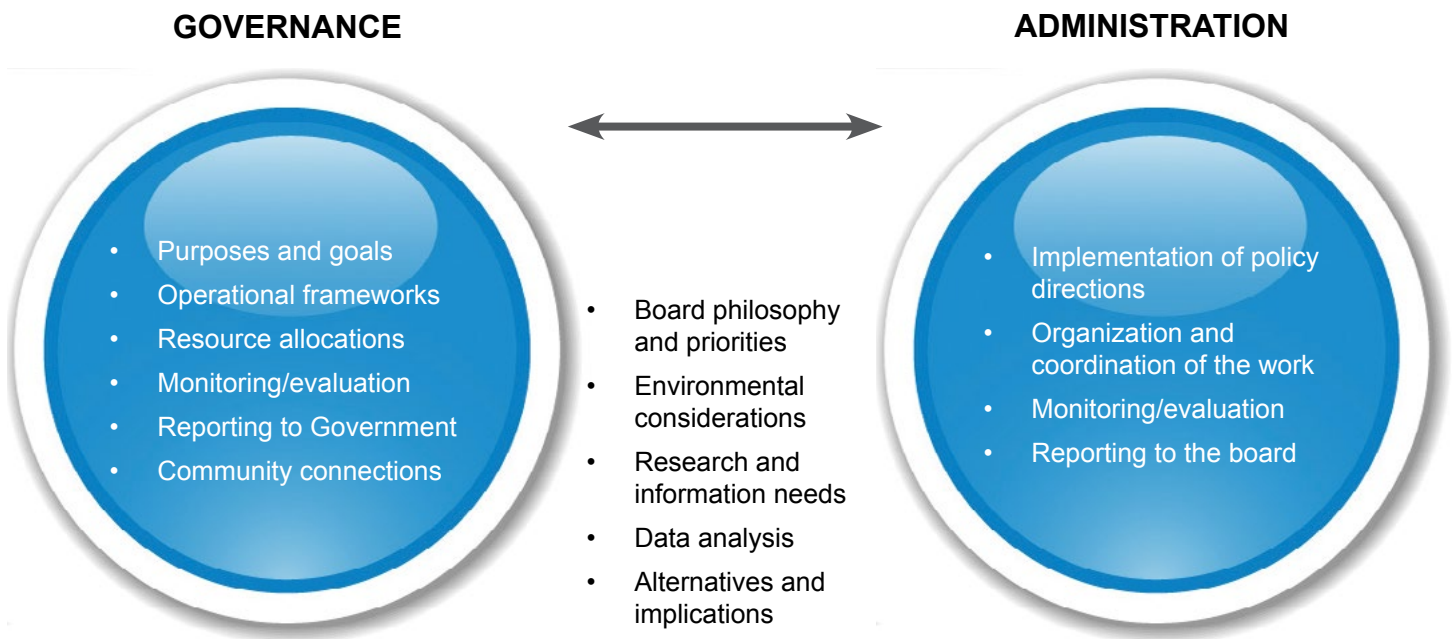 GOVERNANCE
• Purposes and goals
• Operational frameworks
• Resource allocations
• Monitoring/evaluation
• Reporting to Government
• Community connections
• Board philosophy
and priorities
• Environmental
considerations
• Research and
information needs
• Data analysis
• Alternatives and
implications
ADMINISTRATION
• Implementation of policy
directions
• Organization and
coordination of the work
• Monitoring/evaluation
• Reporting to the board